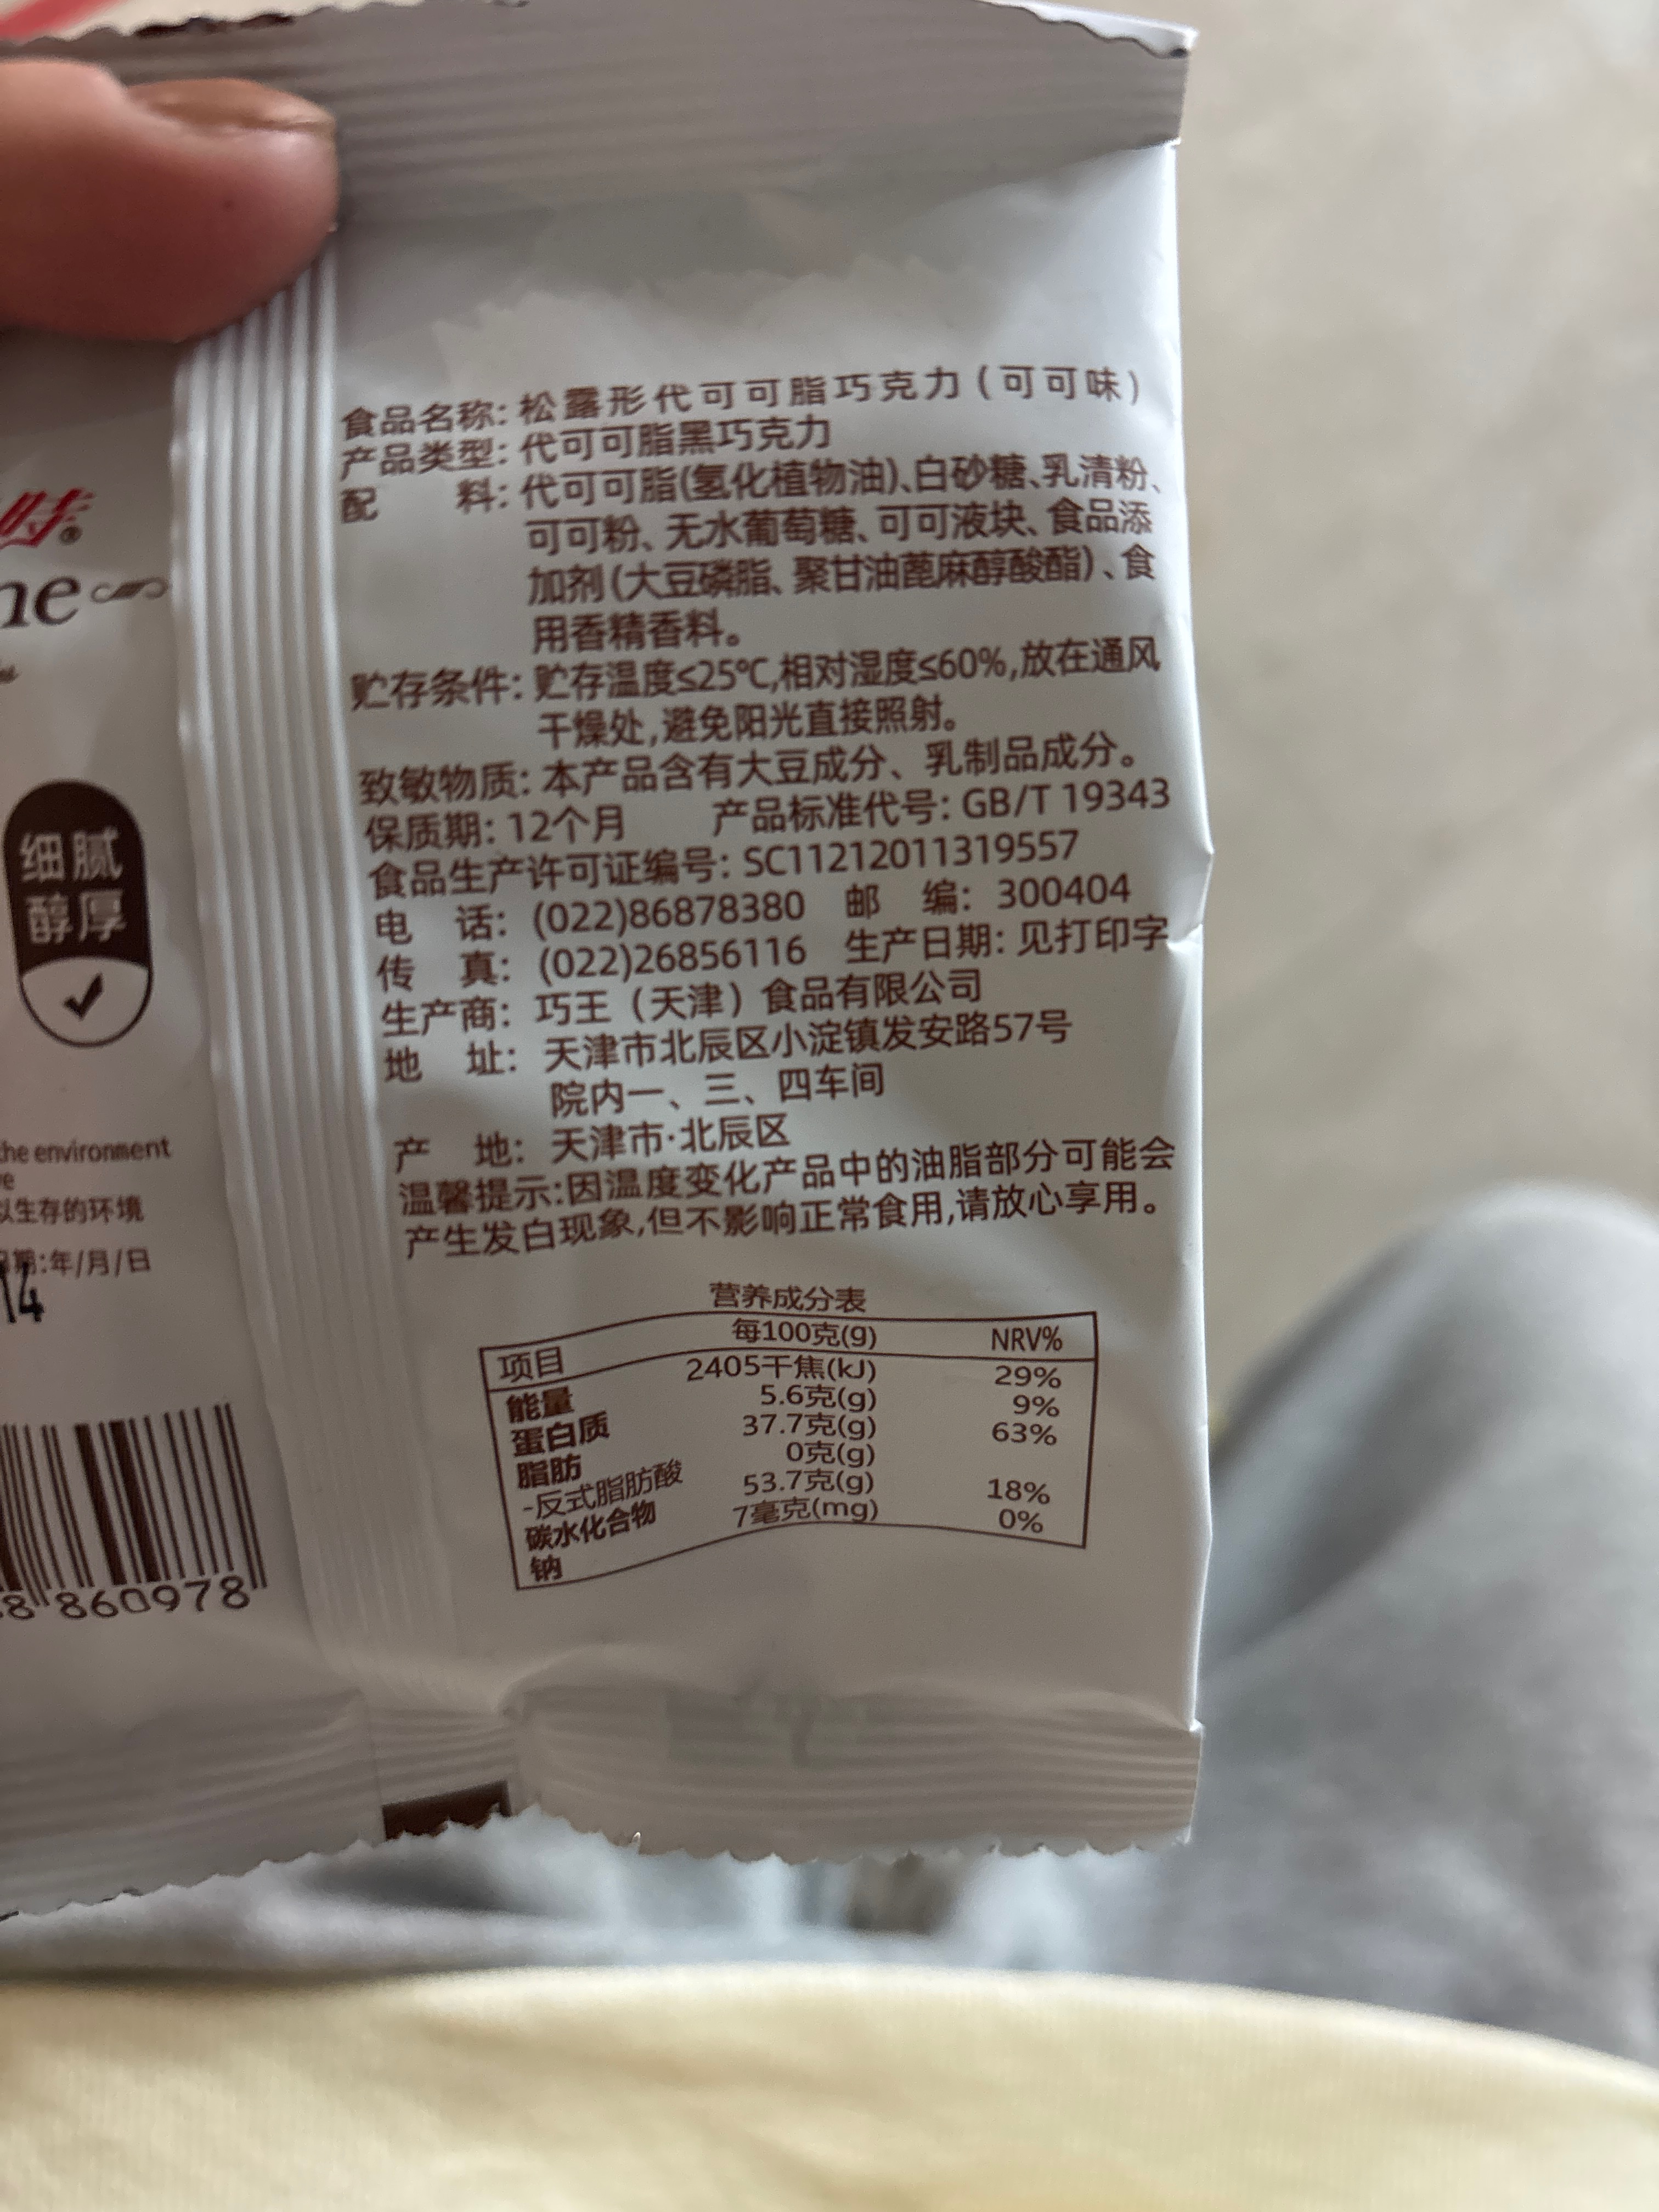 食品名称: 松露形代可可脂巧克力(可可味)
产品类型: 代可可脂黑巧克力
配 料: 代可可脂(氢化植物油)、白砂糖、乳清粉、
可可粉、无水葡萄糖、可可液块、食品添
加剂(大豆磷脂、聚甘油蓖麻醇酸酯)、食
用香精香料。
贮存条件: 贮存温度≤25℃,相对湿度≤60%,放在通风
干燥处,避免阳光直接照射。
致敏物质: 本产品含有大豆成分、乳制品成分。
保质期: 12个月 产品标准代号: GB/T 19343
食品生产许可证编号: SC11212011319557
电 话: (022)86878380 邮 编: 300404
传 真: (022)26856116 生产日期: 见打印字
生产商: 巧王(天津)食品有限公司
地 址: 天津市北辰区小淀镇发安路57号
院内一、三、四车间
产 地: 天津市·北辰区
温馨提示:因温度变化产品中的油脂部分可能会
产生发白现象,但不影响正常食用,请放心享用。
营养成分表
项目 每100克(g) NRV%
能量 2405千焦(kJ) 29%
蛋白质 5.6克(g) 9%
脂肪 37.7克(g) 63%
-反式脂肪酸 0克(g)
碳水化合物 53.7克(g) 18%
钠 7毫克(mg) 0%
细腻
醇厚
the environment
以生存的环境
期:年/月/日
14
8 860978